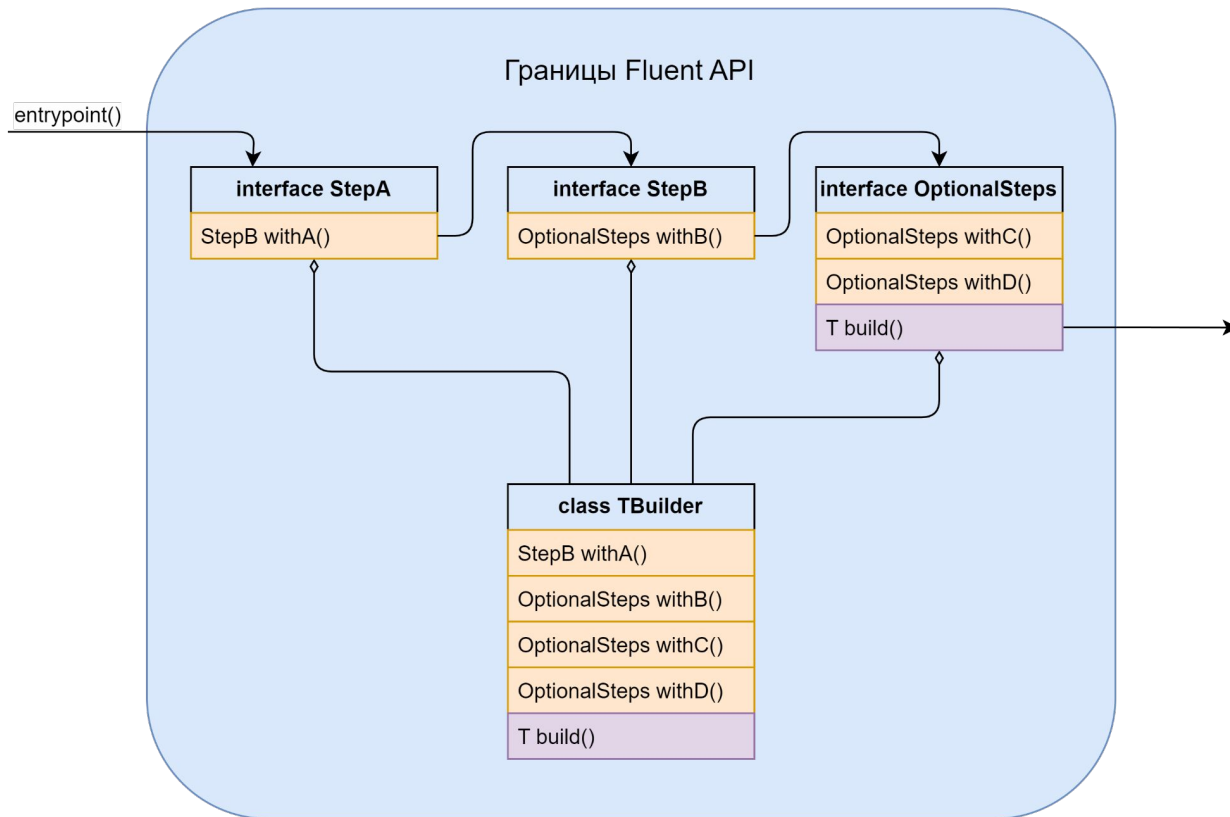 Границы Fluent API
entrypoint()
interface StepA
StepB withA()
interface StepB
OptionalSteps withB()
interface OptionalSteps
OptionalSteps withC()
OptionalSteps withD()
T build()
class TBuilder
StepB withA()
OptionalSteps withB()
OptionalSteps withC()
OptionalSteps withD()
T build()